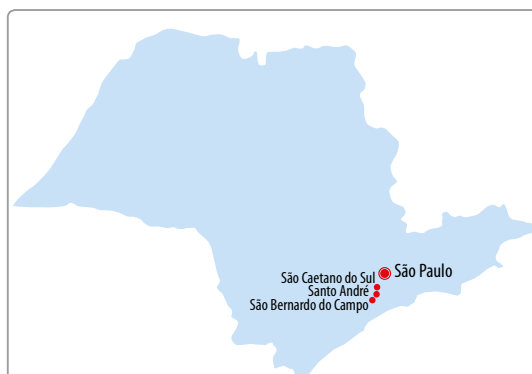 São Paulo
São Caetano do Sul
Santo André
São Bernardo do Campo